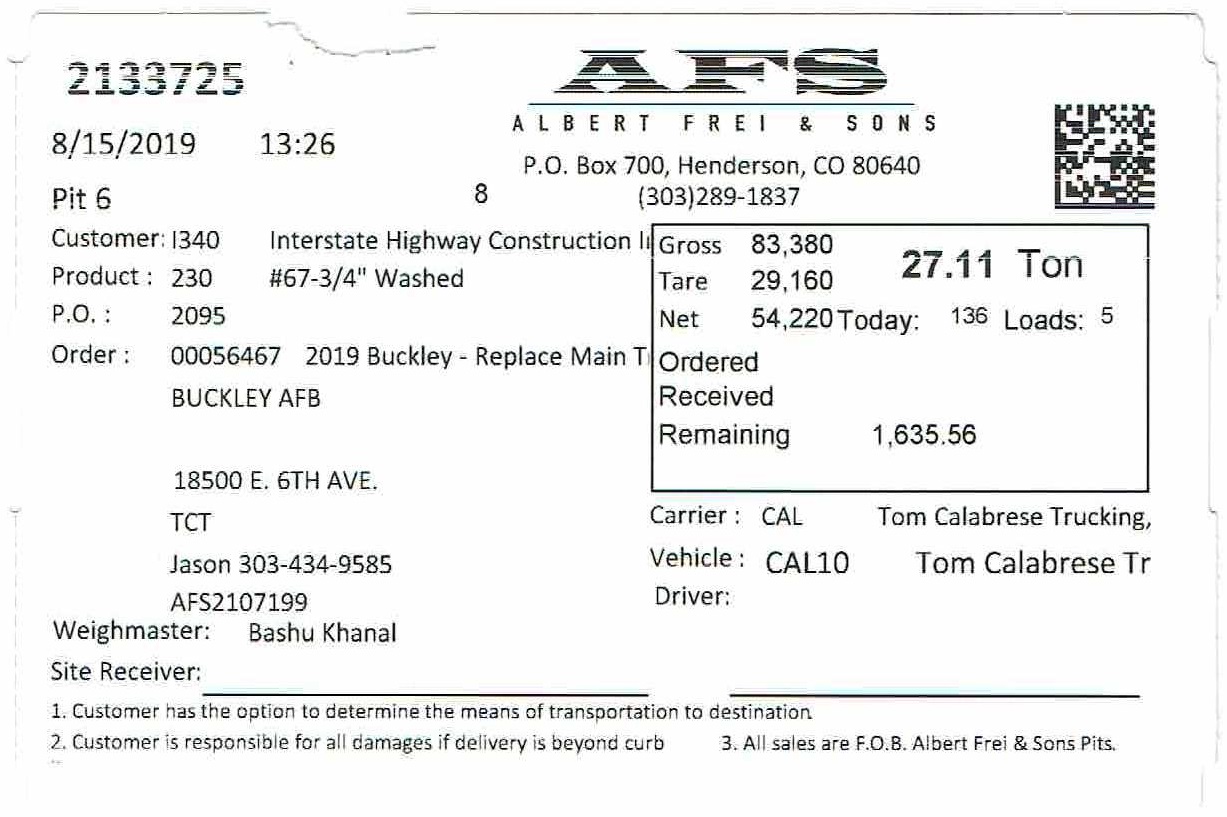 2133725
AFS
ALBERT FREI & SONS
8/15/2019 13:26
P.O. Box 700, Henderson, CO 80640
Pit 6 8 (303)289-1837
Customer: I340 Interstate Highway Construction I
Product : 230 #67-3/4" Washed
P.O. : 2095
Order : 00056467 2019 Buckley - Replace Main T
BUCKLEY AFB
18500 E. 6TH AVE.
TCT
Jason 303-434-9585
AFS2107199
Weighmaster: Bashu Khanal
Site Receiver:
Gross 83,380 27.11 Ton
Tare 29,160
Net 54,220 Today: 136 Loads: 5
Ordered
Received
Remaining 1,635.56
Carrier : CAL Tom Calabrese Trucking,
Vehicle : CAL10 Tom Calabrese Tr
Driver:
1. Customer has the option to determine the means of transportation to destination
2. Customer is responsible for all damages if delivery is beyond curb 3. All sales are F.O.B. Albert Frei & Sons Pits.